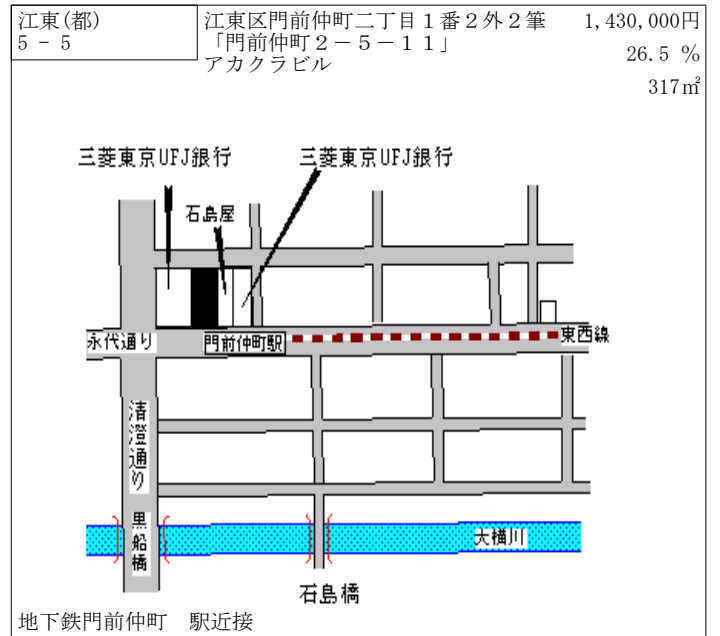 江東(都)
5 - 5
江東区門前仲町二丁目１番２外２筆
「門前仲町２－５－１１」
アカクラビル
1,430,000円
26.5 %
317㎡
三菱東京UFJ銀行
三菱東京UFJ銀行
石島屋
永代通り
門前仲町駅
東西線
清澄通り
黒船橋
大横川
石島橋
地下鉄門前仲町　駅近接